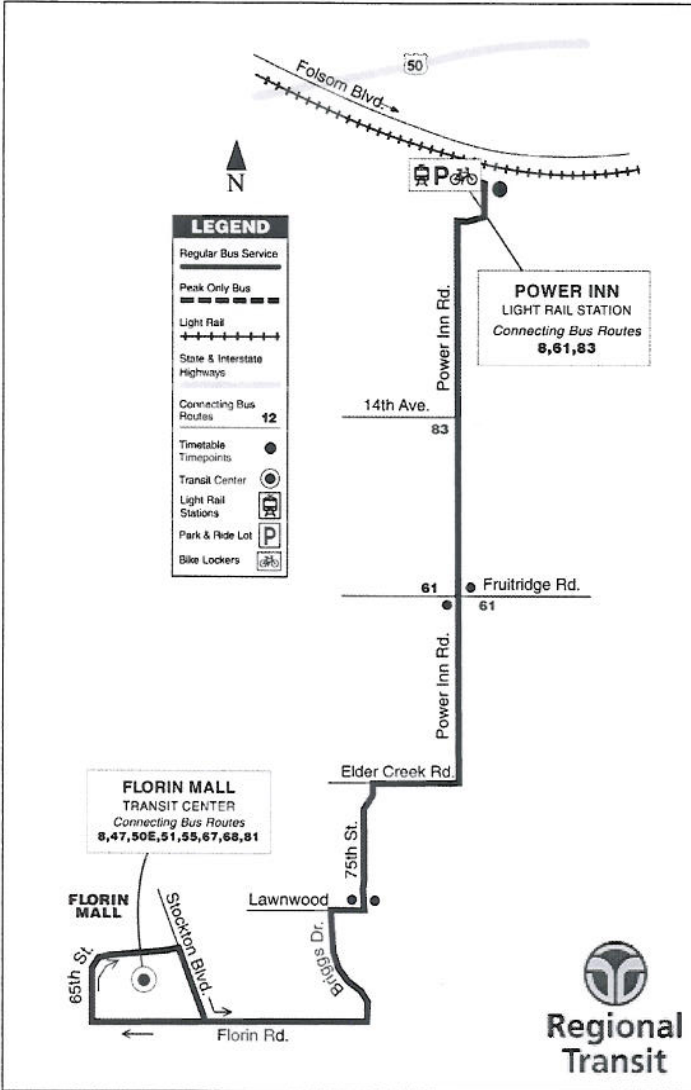 50
Folsom Blvd.
N
P
LEGEND
Regular Bus Service
Peak Only Bus
Light Rail
State & Interstate
Highways
Connecting Bus
Routes 12
Timetable
Timepoints
Transit Center
Light Rail
Stations
Park & Ride Lot P
Bike Lockers
POWER INN
LIGHT RAIL STATION
Connecting Bus Routes
8,61,83
Power Inn Rd.
14th Ave.
83
61 Fruitridge Rd.
61
Power Inn Rd.
Elder Creek Rd.
FLORIN MALL
TRANSIT CENTER
Connecting Bus Routes
8,47,50E,51,55,67,68,81
75th St.
Lawnwood
FLORIN
MALL
Stockton Blvd.
Briggs Dr.
65th St.
Florin Rd.
Regional
Transit